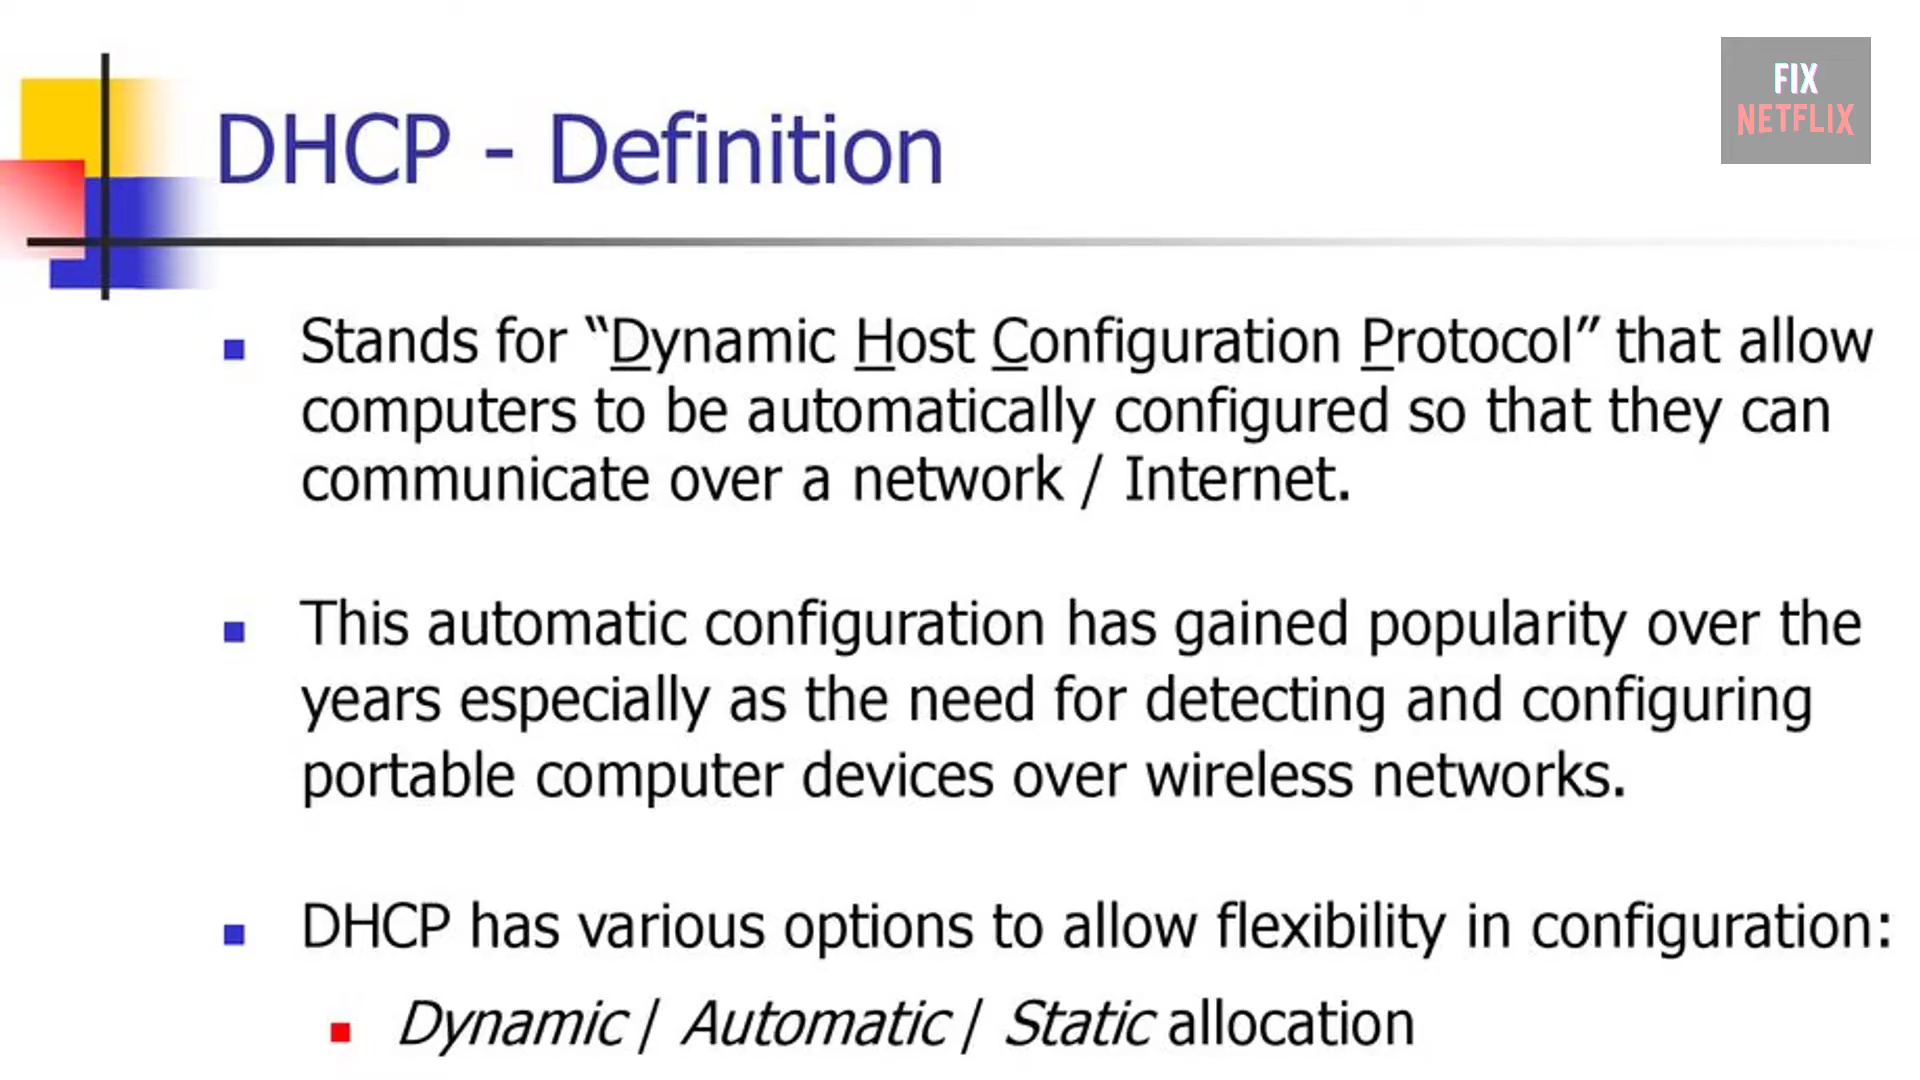 FIX
NETFLIX
DHCP - Definition
Stands for “Dynamic Host Configuration Protocol” that allow
computers to be automatically configured so that they can
communicate over a network / Internet.
This automatic configuration has gained popularity over the
years especially as the need for detecting and configuring
portable computer devices over wireless networks.
DHCP has various options to allow flexibility in configuration:
Dynamic / Automatic / Static allocation